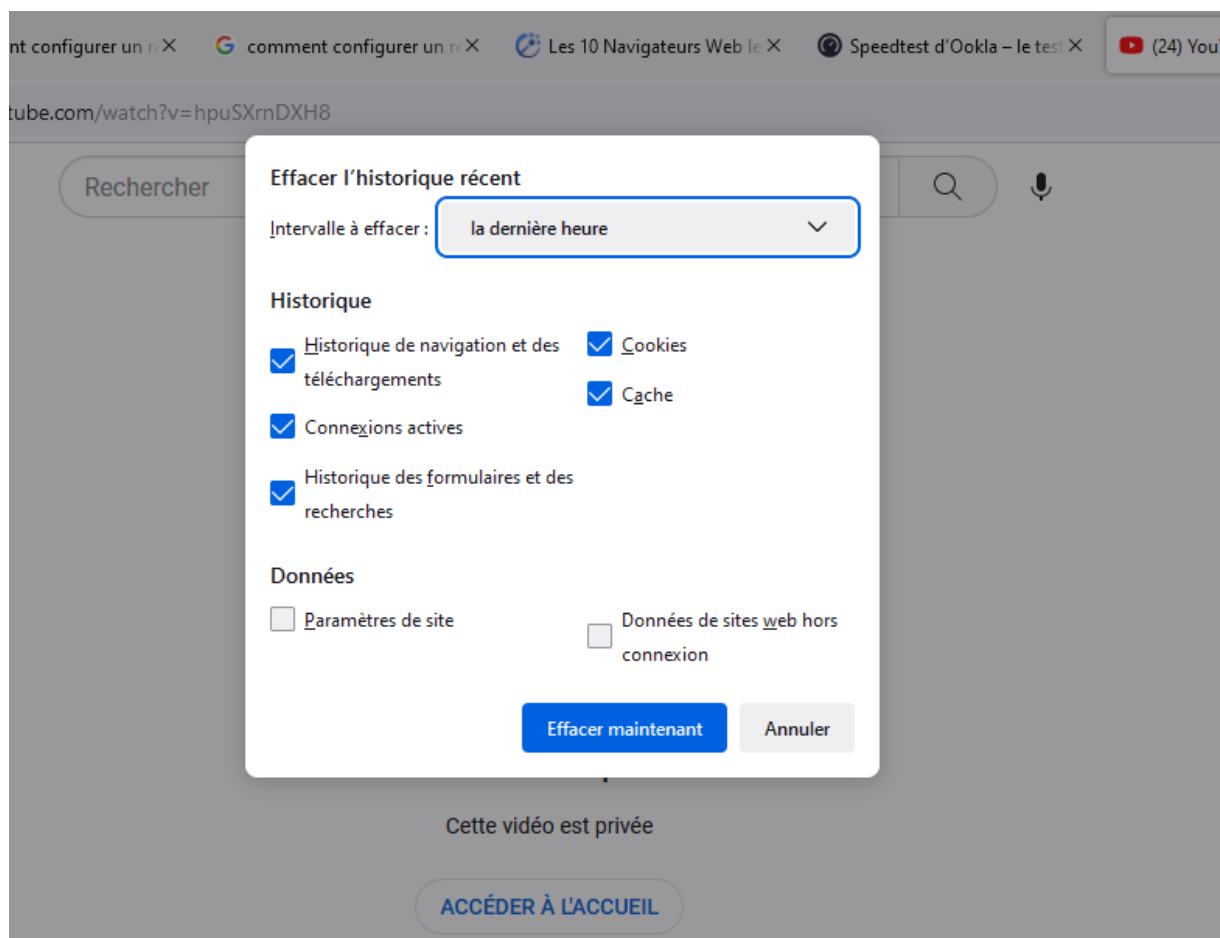 nt configurer un
comment configurer un
Les 10 Navigateurs Web le
Speedtest d'Ookla – le test
(24) You
tube.com/watch?v=hpuSXrnDXH8
Rechercher
Effacer l'historique récent
Intervalle à effacer :
la dernière heure
Historique
Historique de navigation et des
téléchargements
Cookies
Cache
Connexions actives
Historique des formulaires et des
recherches
Données
Paramètres de site
Données de sites web hors
connexion
Effacer maintenant
Annuler
Cette vidéo est privée
ACCÉDER À L'ACCUEIL